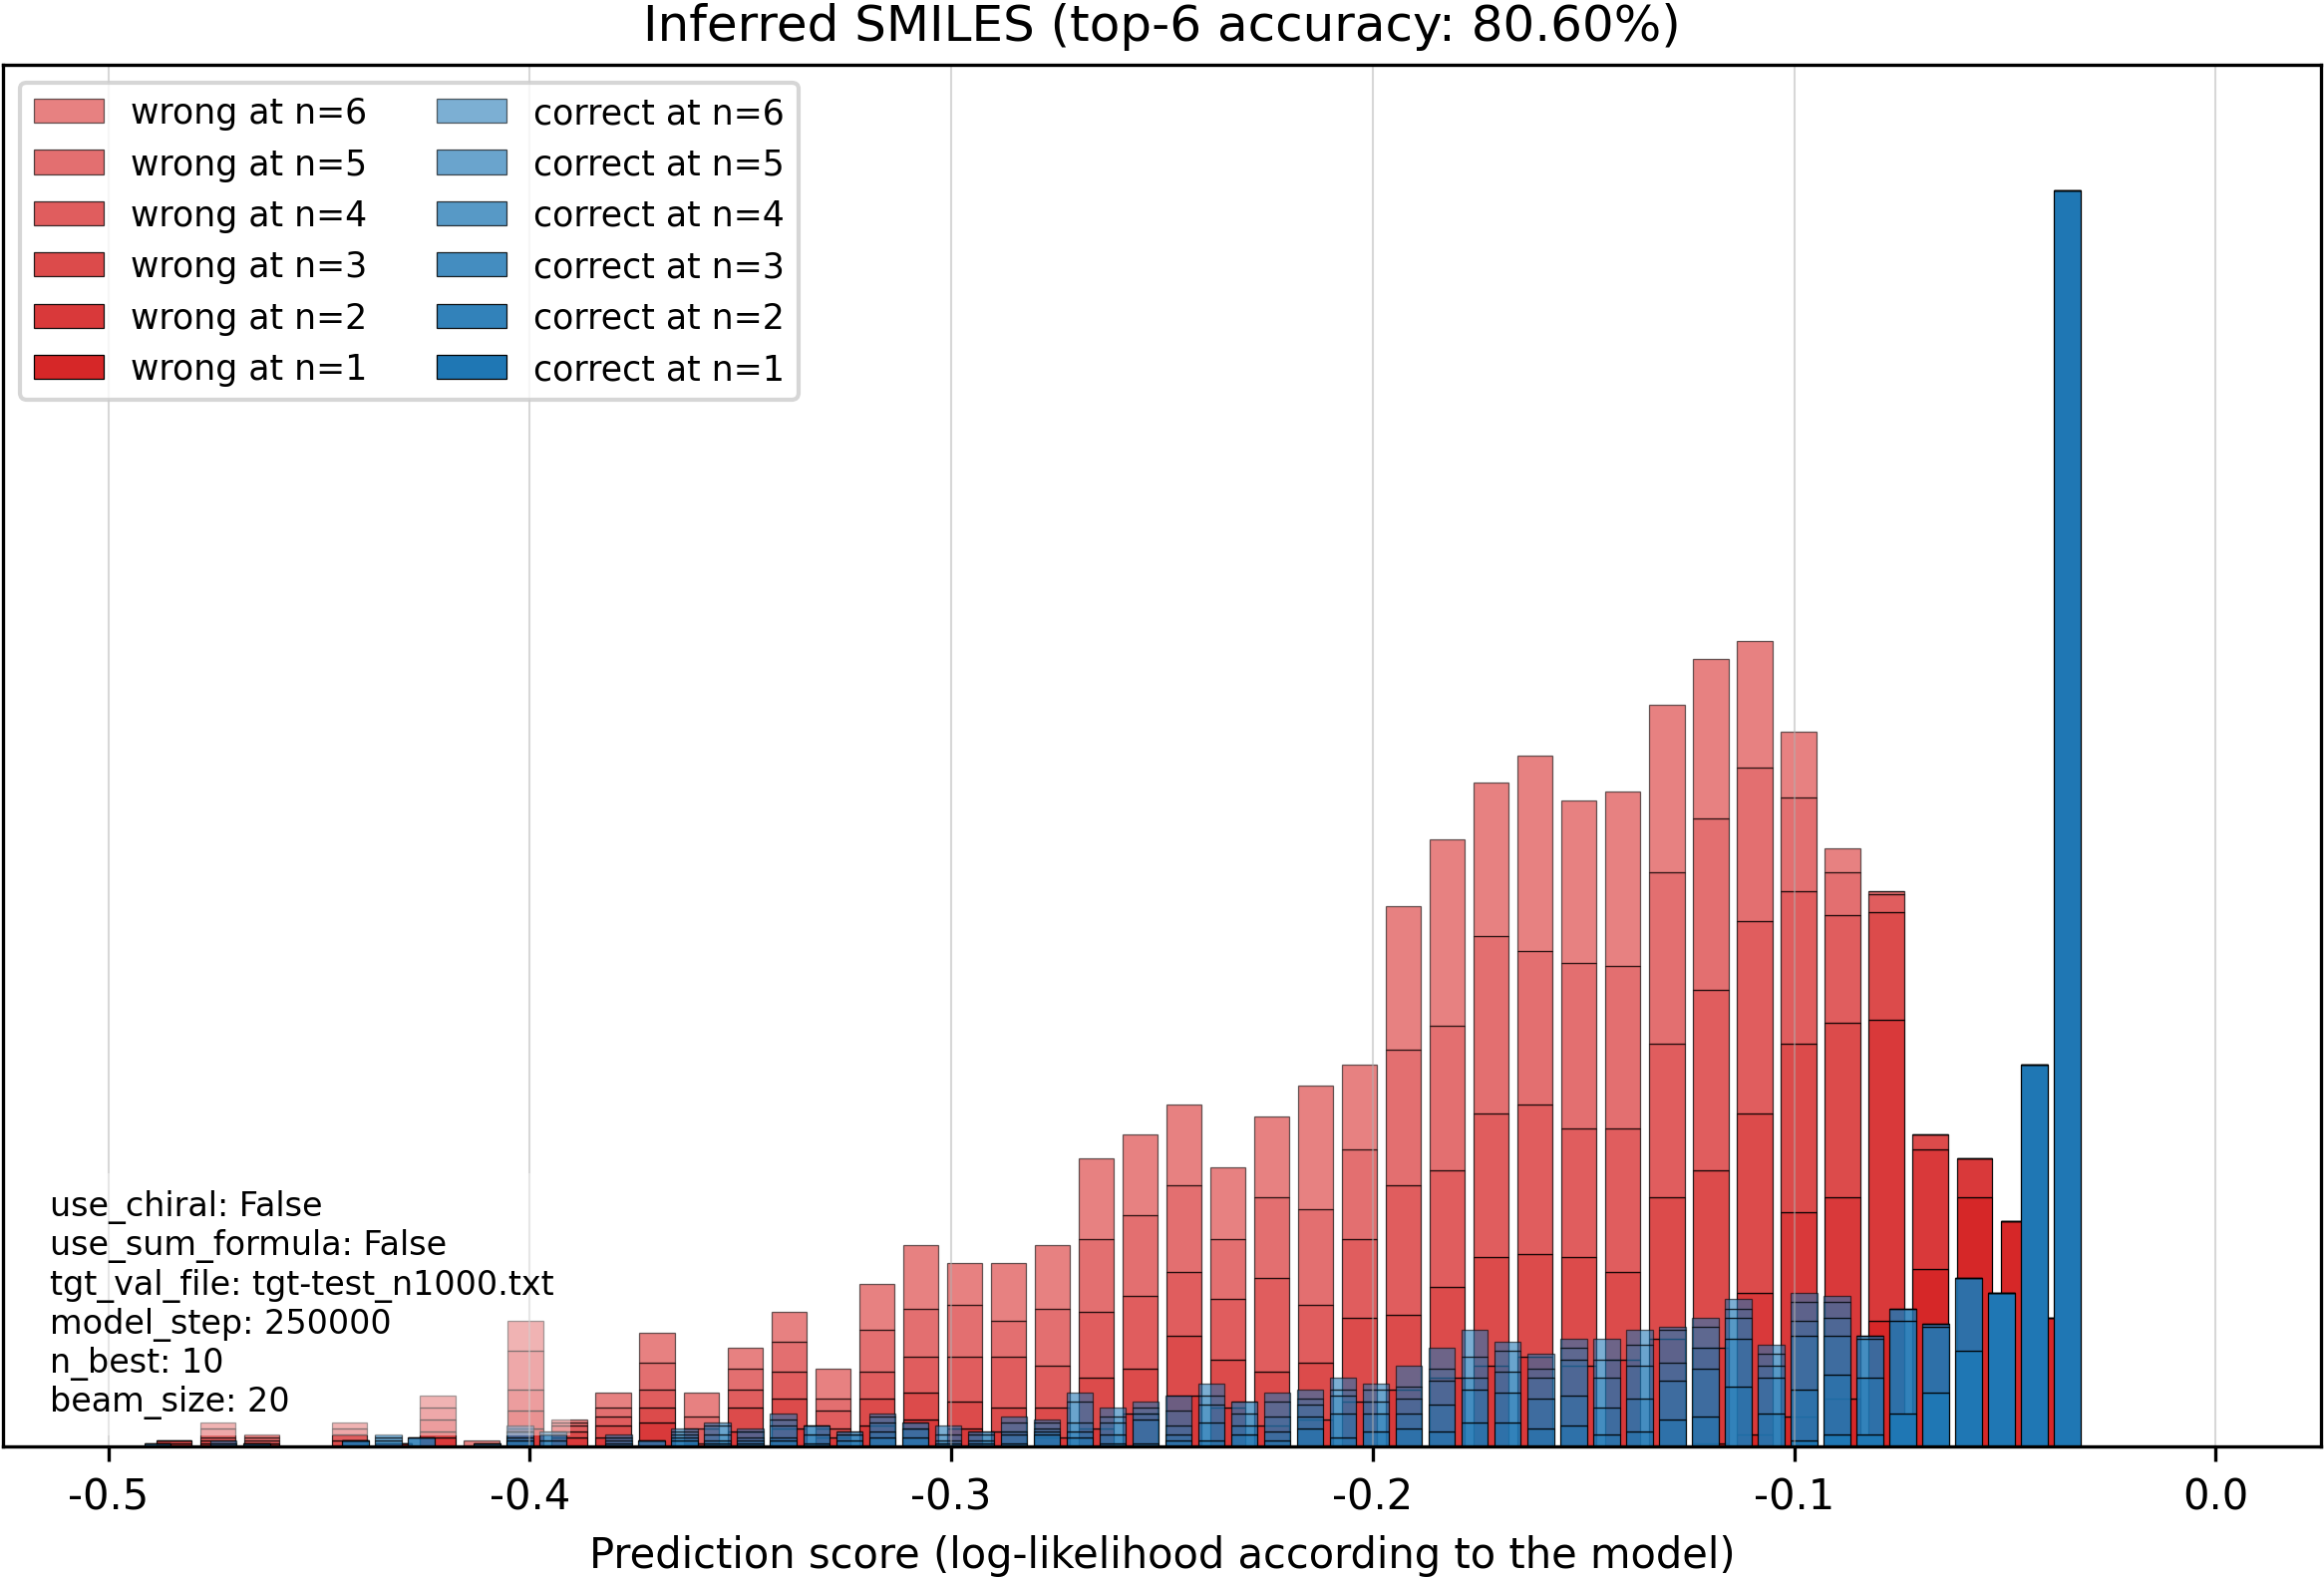 Inferred SMILES (top-6 accuracy: 80.60%)
wrong at n=6
wrong at n=5
wrong at n=4
wrong at n=3
wrong at n=2
wrong at n=1
correct at n=6
correct at n=5
correct at n=4
correct at n=3
correct at n=2
correct at n=1
use_chiral: False
use_sum_formula: False
tgt_val_file: tgt-test_n1000.txt
model_step: 250000
n_best: 10
beam_size: 20
-0.5 -0.4 -0.3 -0.2 -0.1 0.0
Prediction score (log-likelihood according to the model)